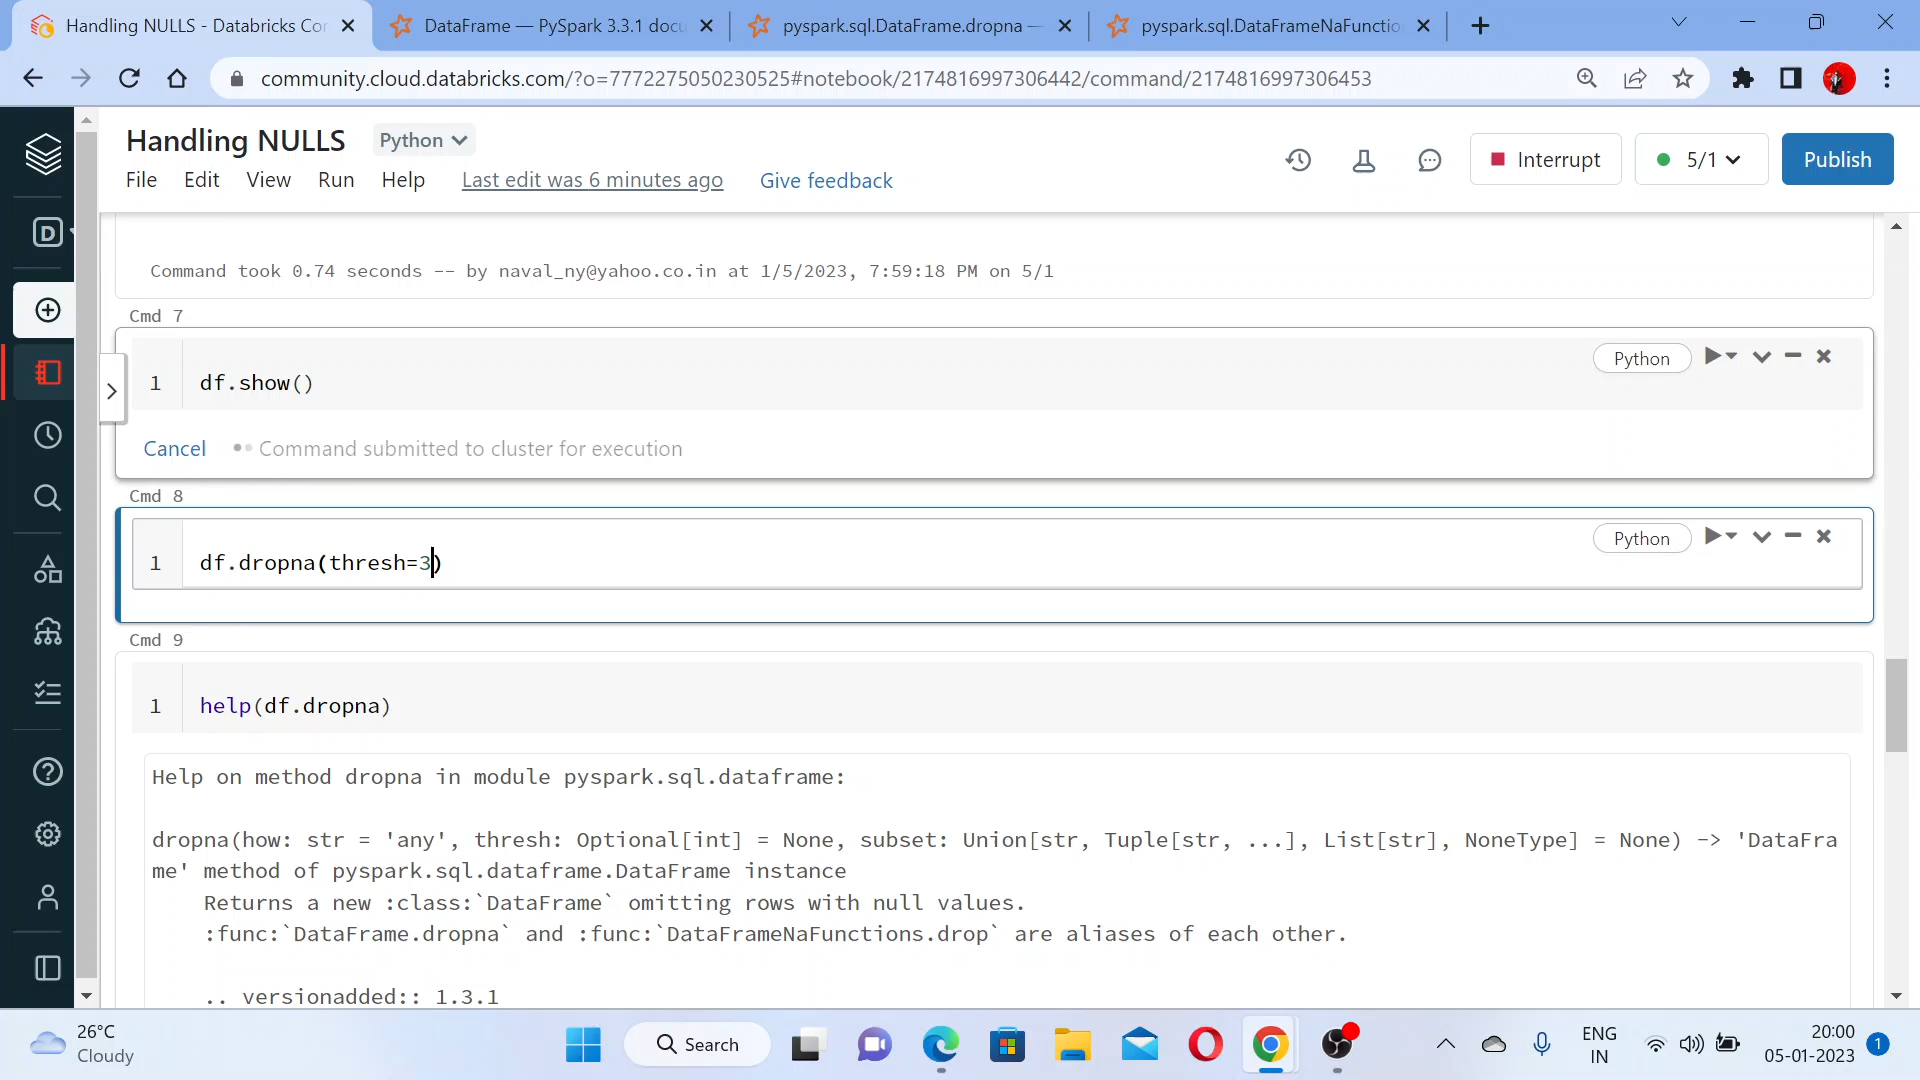 Handling NULLS - Databricks Cor
DataFrame — PySpark 3.3.1 docu
pyspark.sql.DataFrame.dropna —
pyspark.sql.DataFrameNaFunctio
community.cloud.databricks.com/?o=7772275050230525#notebook/2174816997306442/command/2174816997306453
Handling NULLS
Python
File Edit View Run Help Last edit was 6 minutes ago Give feedback
Interrupt
5/1
Publish
D
Command took 0.74 seconds -- by naval_ny@yahoo.co.in at 1/5/2023, 7:59:18 PM on 5/1
Cmd 7
Python
1 df.show()
Cancel Command submitted to cluster for execution
Cmd 8
Python
1 df.dropna(thresh=3)
Cmd 9
1 help(df.dropna)
Help on method dropna in module pyspark.sql.dataframe:
dropna(how: str = 'any', thresh: Optional[int] = None, subset: Union[str, Tuple[str, ...], List[str], NoneType] = None) -> 'DataFra
me' method of pyspark.sql.dataframe.DataFrame instance
Returns a new :class:`DataFrame` omitting rows with null values.
:func:`DataFrame.dropna` and :func:`DataFrameNaFunctions.drop` are aliases of each other.
.. versionadded:: 1.3.1
26°C
Cloudy
Search
ENG
IN
20:00
05-01-2023
1